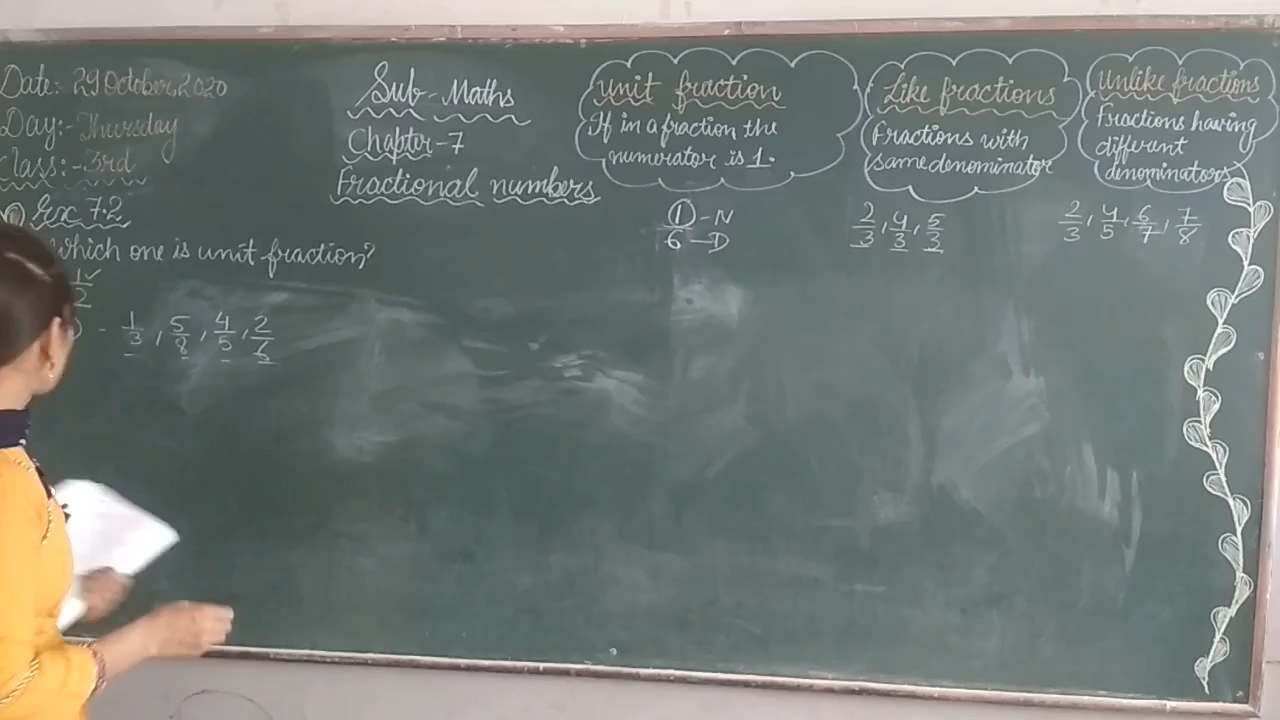 Date: 29 October 2020
Day:- Thursday
Class:- 3rd
Sub-Maths
Chapter-7
Fractional numbers
Unit fraction
If in a fraction the
numerator is 1.
1/6 -N -D
Like fractions
Fractions with
same denominator
2/3, 4/3, 5/3
Unlike fractions
Fractions having
different
denominators
2/3, 4/5, 6/7, 7/8
Exc 7.2
Which one is unit fraction?
1/2 ✓
- 1/3, 5/8, 4/5, 2/6